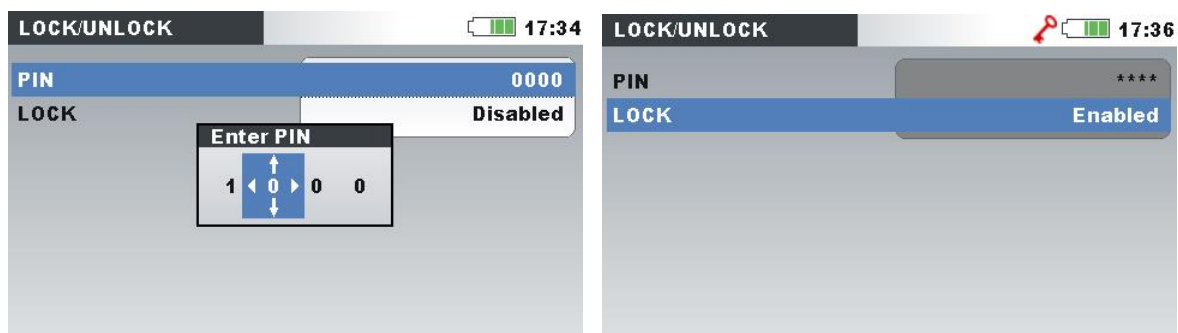 LOCK/UNLOCK 17:34
PIN 0000
LOCK Disabled
Enter PIN
1 0 0 0
LOCK/UNLOCK 17:36
PIN ****
LOCK Enabled